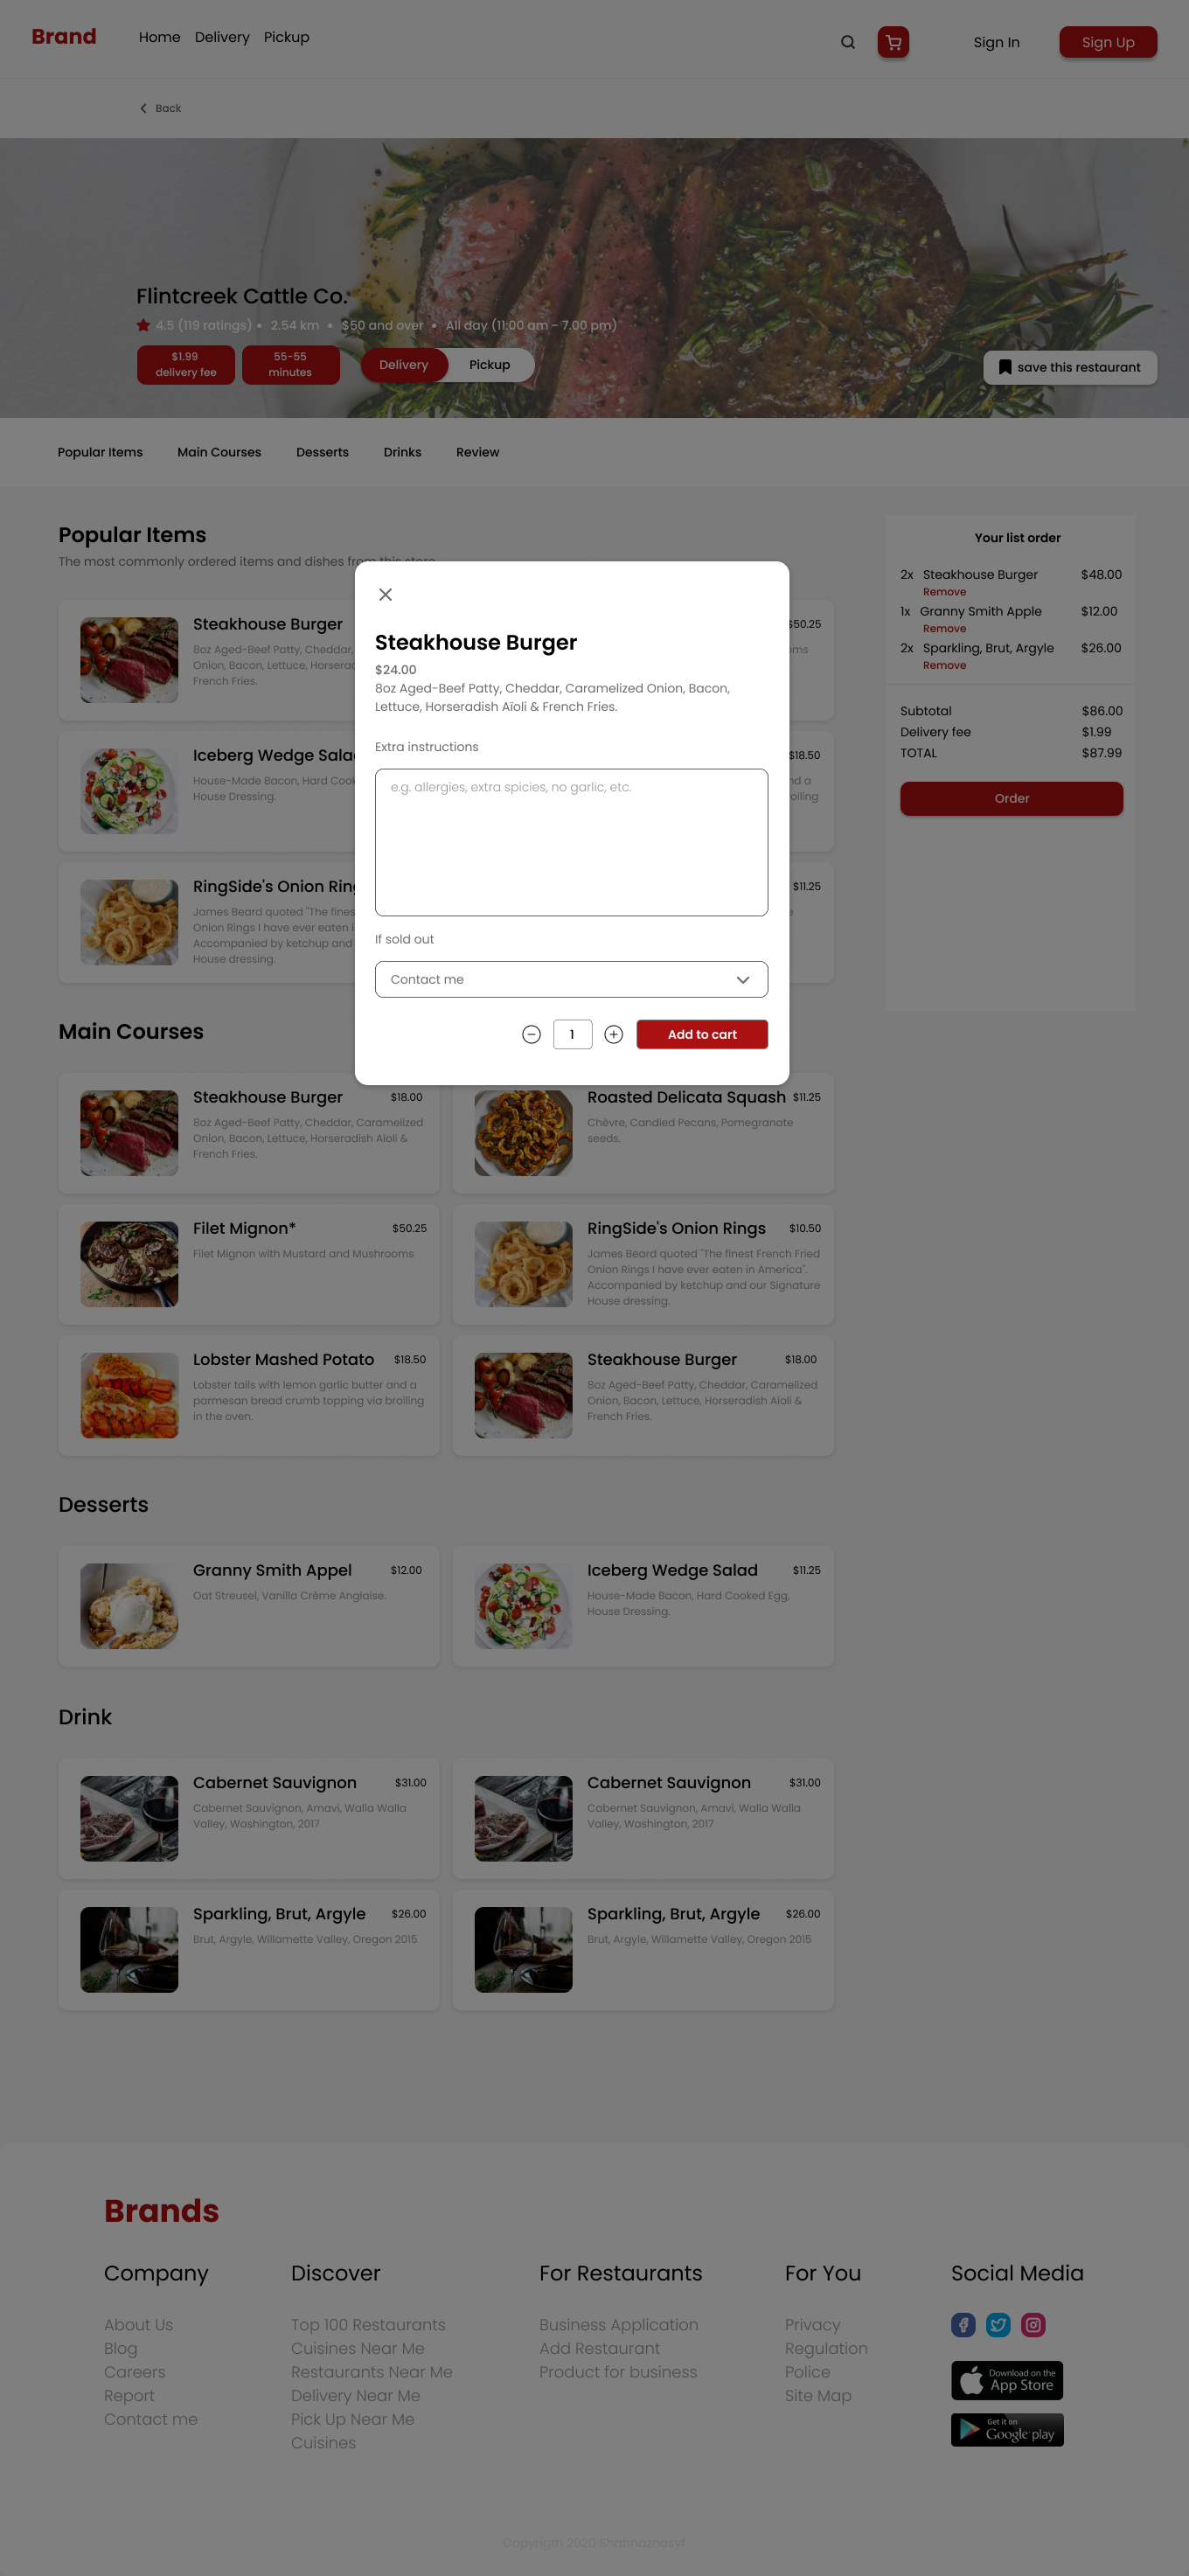 Brand
Home Delivery Pickup
Sign In
Sign Up
Back
Flintcreek Cattle Co.
4.5 (119 ratings) • 2.54 km • $50 and over • All day (11:00 am - 7.00 pm)
$1.99
delivery fee
55-55
minutes
Delivery
Pickup
save this restaurant
Popular Items
Main Courses
Desserts
Drinks
Review
Popular Items
The most commonly ordered items and dishes from this store
Steakhouse Burger
8oz Aged-Beef Patty, Cheddar,
Onion, Bacon, Lettuce,
French Fries.
$50.25
Iceberg Wedge
House-Made Bacon, Hard
House Dressing.
$18.50
RingSide's Onion
James Beard quoted "The
Onion Rings I have ever eaten
Accompanied by ketchup and
House dressing.
$11.25
Steakhouse Burger
$24.00
8oz Aged-Beef Patty, Cheddar, Caramelized Onion, Bacon,
Lettuce, Horseradish Aïoli & French Fries.
Extra instructions
e.g. allergies, extra spicies, no garlic, etc.
If sold out
Contact me
1
Add to cart
Your list order
2x Steakhouse Burger $48.00
Remove
1x Granny Smith Apple $12.00
Remove
2x Sparkling, Brut, Argyle $26.00
Remove
Subtotal $86.00
Delivery fee $1.99
TOTAL $87.99
Order
Main Courses
Steakhouse Burger $18.00
8oz Aged-Beef Patty, Cheddar, Caramelized
Onion, Bacon, Lettuce, Horseradish Aïoli &
French Fries.
Roasted Delicata Squash $11.25
Chèvre, Candied Pecans, Pomegranate
seeds.
Filet Mignon* $50.25
Filet Mignon with Mustard and Mushrooms
RingSide's Onion Rings $10.50
James Beard quoted "The finest French Fried
Onion Rings I have ever eaten in America".
Accompanied by ketchup and our Signature
House dressing.
Lobster Mashed Potato $18.50
Lobster tails with lemon garlic butter and a
parmesan bread crumb topping via broiling
in the oven.
Steakhouse Burger $18.00
8oz Aged-Beef Patty, Cheddar, Caramelized
Onion, Bacon, Lettuce, Horseradish Aïoli &
French Fries.
Desserts
Granny Smith Appel $12.00
Oat Streusel, Vanilla Crème Anglaise.
Iceberg Wedge Salad $11.25
House-Made Bacon, Hard Cooked Egg,
House Dressing.
Drink
Cabernet Sauvignon $31.00
Cabernet Sauvignon, Amavi, Walla Walla
Valley, Washington, 2017
Cabernet Sauvignon $31.00
Cabernet Sauvignon, Amavi, Walla Walla
Valley, Washington, 2017
Sparkling, Brut, Argyle $26.00
Brut, Argyle, Willamette Valley, Oregon 2015
Sparkling, Brut, Argyle $26.00
Brut, Argyle, Willamette Valley, Oregon 2015
Brands
Company
About Us
Blog
Careers
Report
Contact me
Discover
Top 100 Restaurants
Cuisines Near Me
Restaurants Near Me
Delivery Near Me
Pick Up Near Me
Cuisines
For Restaurants
Business Application
Add Restaurant
Product for business
For You
Privacy
Regulation
Police
Site Map
Social Media
Download on the
App Store
Get it on
Google play
2020